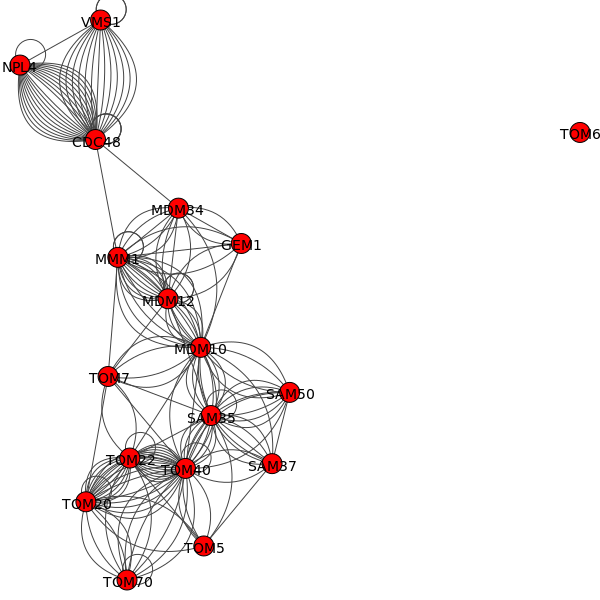 VMS1
NPL4
TOM6
CDC48
MDM34
GEM1
MMM1
MDM12
MDM10
TOM7
SAM50
SAM35
TOM22
SAM37
TOM40
TOM20
TOM5
TOM70